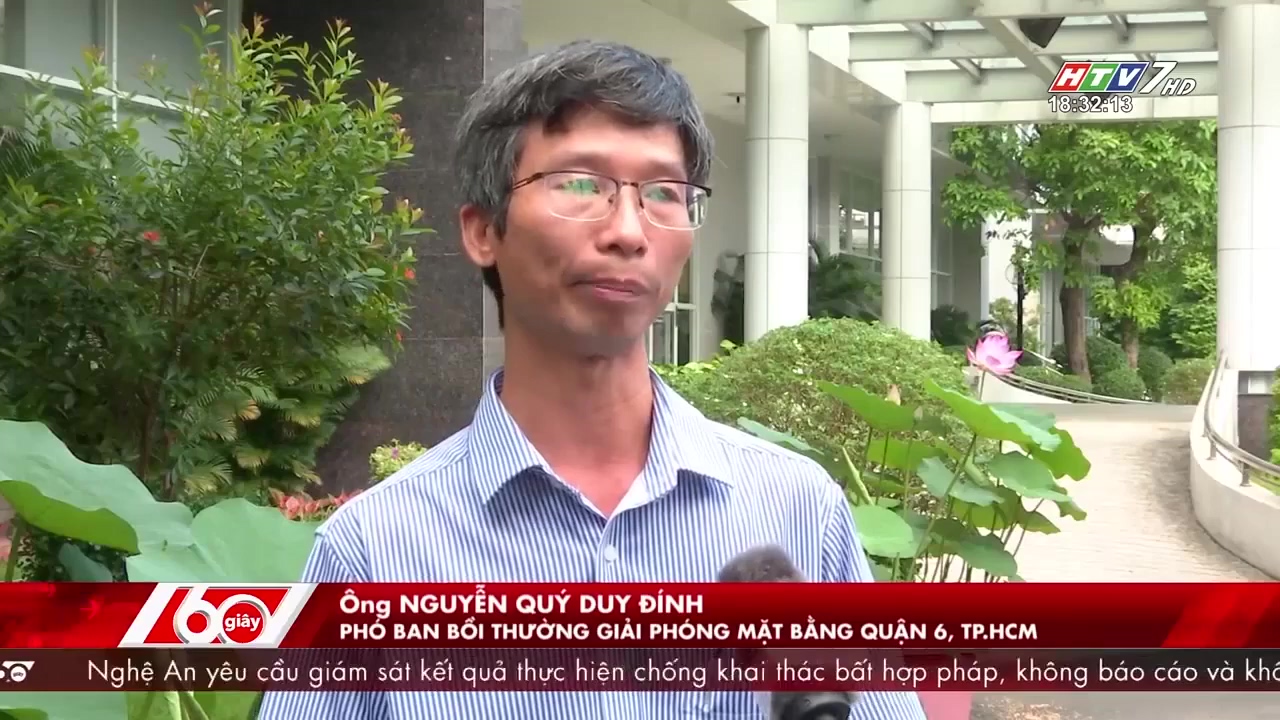 HTV7 HD
18:32:13
60 giây
Ông NGUYỄN QUÝ DUY ĐÍNH
PHÓ BAN BỒI THƯỜNG GIẢI PHÓNG MẶT BẰNG QUẬN 6, TP.HCM
Nghệ An yêu cầu giám sát kết quả thực hiện chống khai thác bất hợp pháp, không báo cáo và